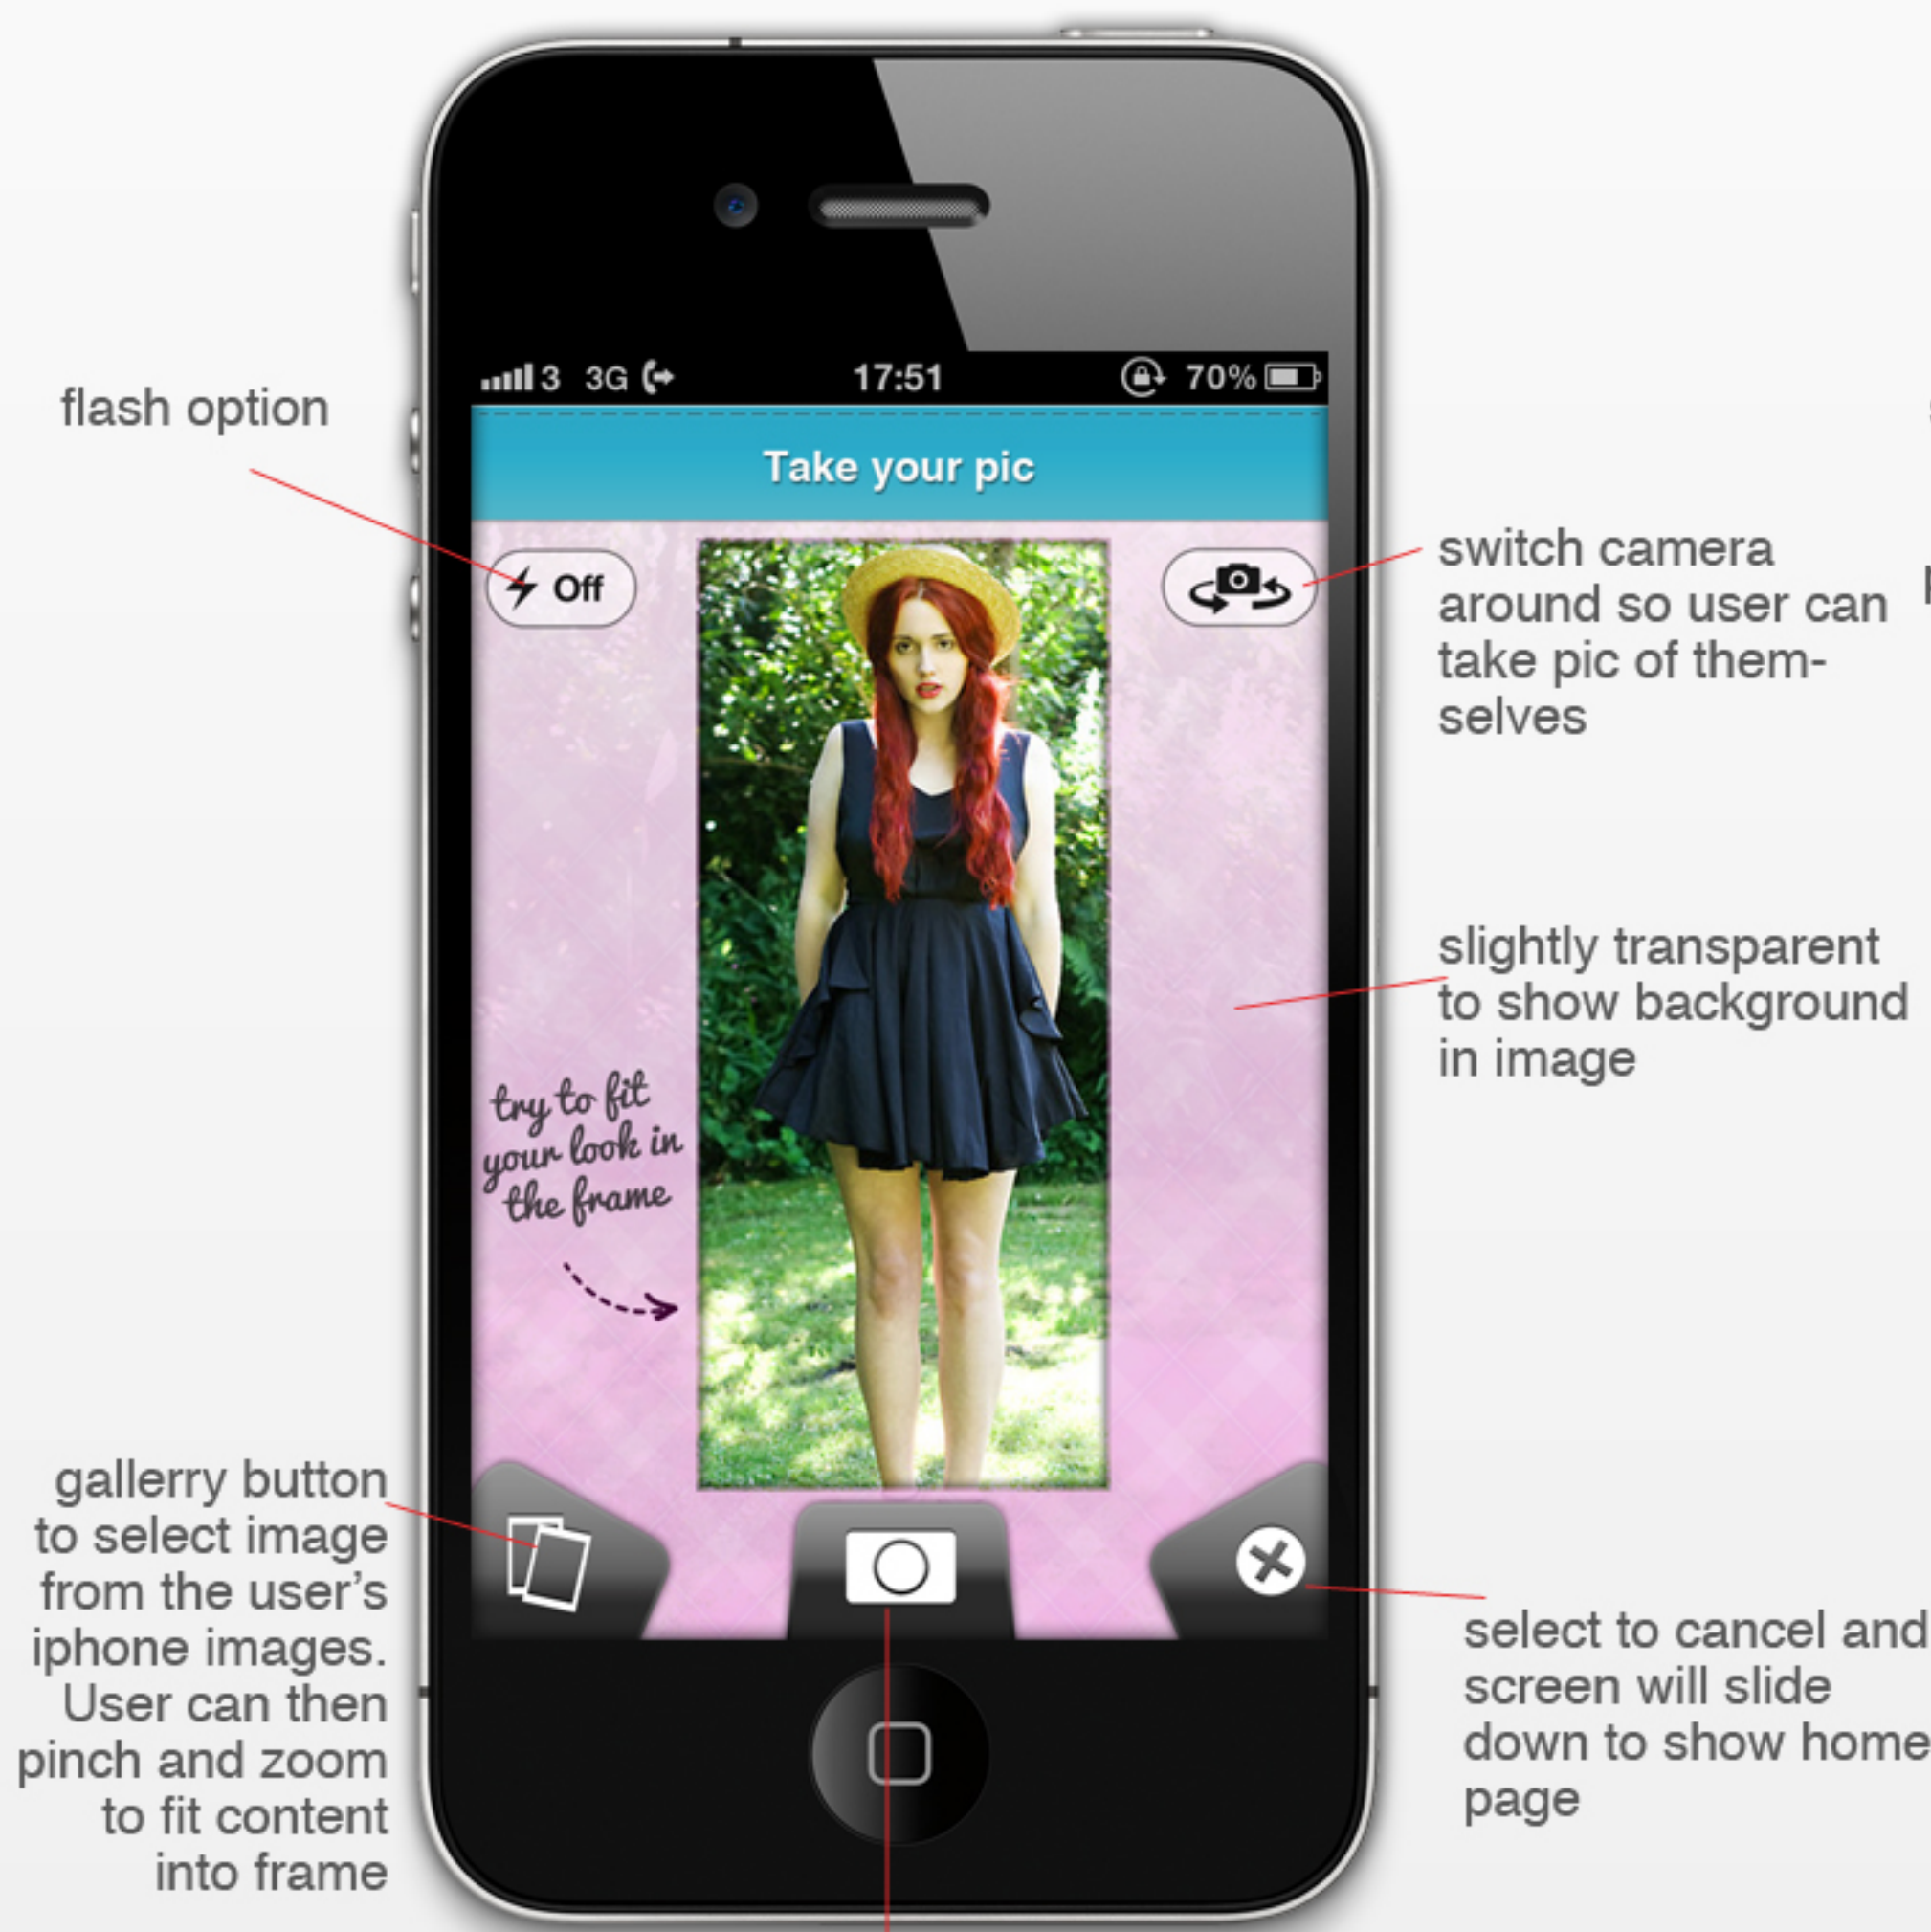 3 3G 17:51 70%
Take your pic
flash option
Off
switch camera
around so user can
take pic of them-
selves
slightly transparent
to show background
in image
try to fit
your look in
the frame
gallerry button
to select image
from the user's
iphone images.
User can then
pinch and zoom
to fit content
into frame
select to cancel and
screen will slide
down to show home
page